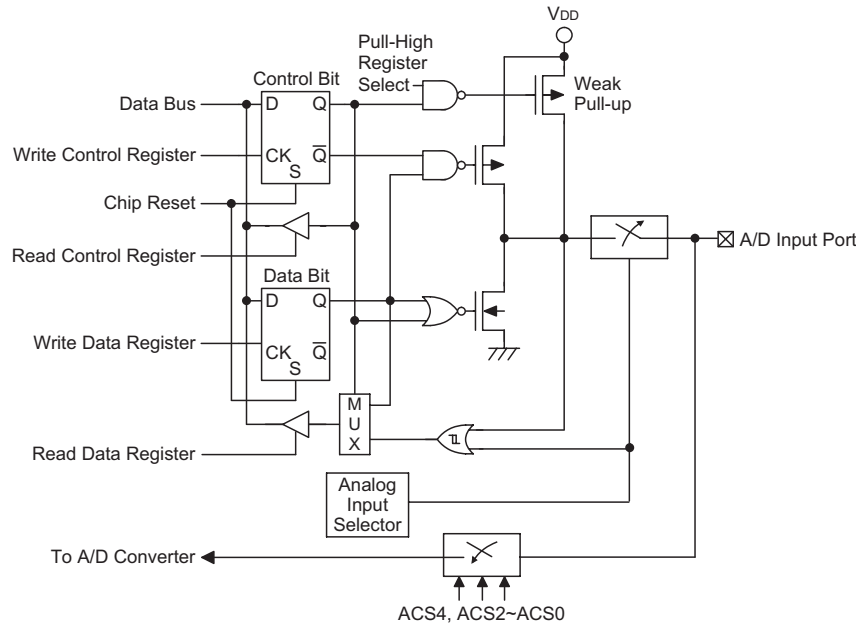 VDD
Pull-High
Register
Select
Weak
Pull-up
Control Bit
Data Bus
D
Q
Write Control Register
CK
Q̅
S
Chip Reset
Read Control Register
A/D Input Port
Data Bit
D
Q
Write Data Register
CK
Q̅
S
M
U
X
Read Data Register
Analog
Input
Selector
To A/D Converter
ACS4, ACS2~ACS0